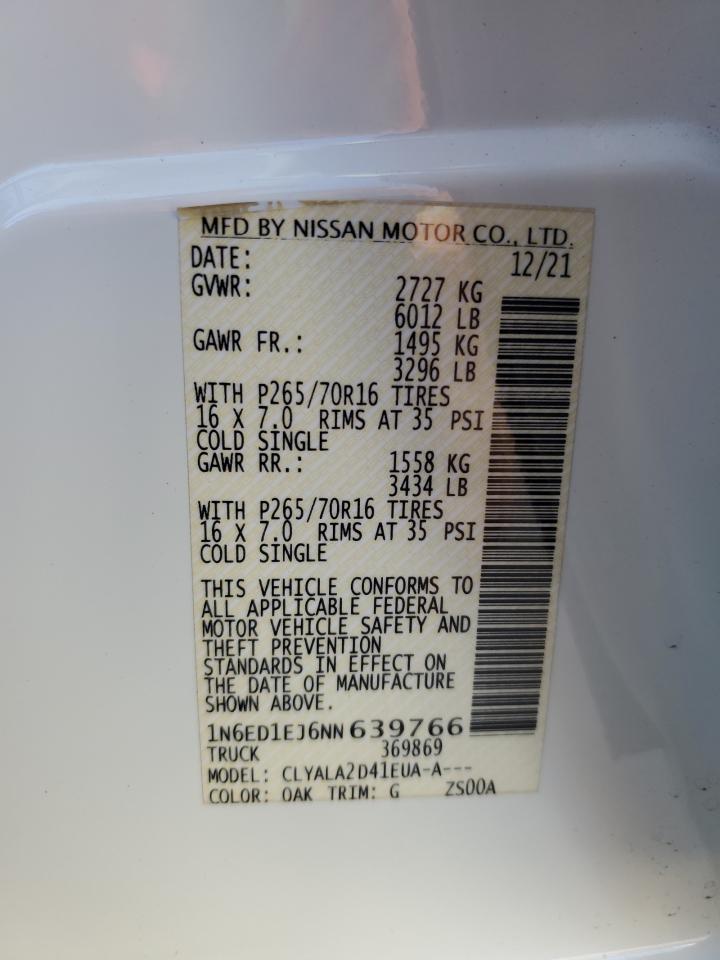 MFD BY NISSAN MOTOR CO., LTD.
DATE: 12/21
GVWR: 2727 KG
6012 LB
GAWR FR.: 1495 KG
3296 LB
WITH P265/70R16 TIRES
16 X 7.0 RIMS AT 35 PSI
COLD SINGLE
GAWR RR.: 1558 KG
3434 LB
WITH P265/70R16 TIRES
16 X 7.0 RIMS AT 35 PSI
COLD SINGLE
THIS VEHICLE CONFORMS TO
ALL APPLICABLE FEDERAL
MOTOR VEHICLE SAFETY AND
THEFT PREVENTION
STANDARDS IN EFFECT ON
THE DATE OF MANUFACTURE
SHOWN ABOVE.
1N6ED1EJ6NN639766
TRUCK 369869
MODEL: CLYALA2D41EUA-A---
COLOR: QAK TRIM: G ZS00A